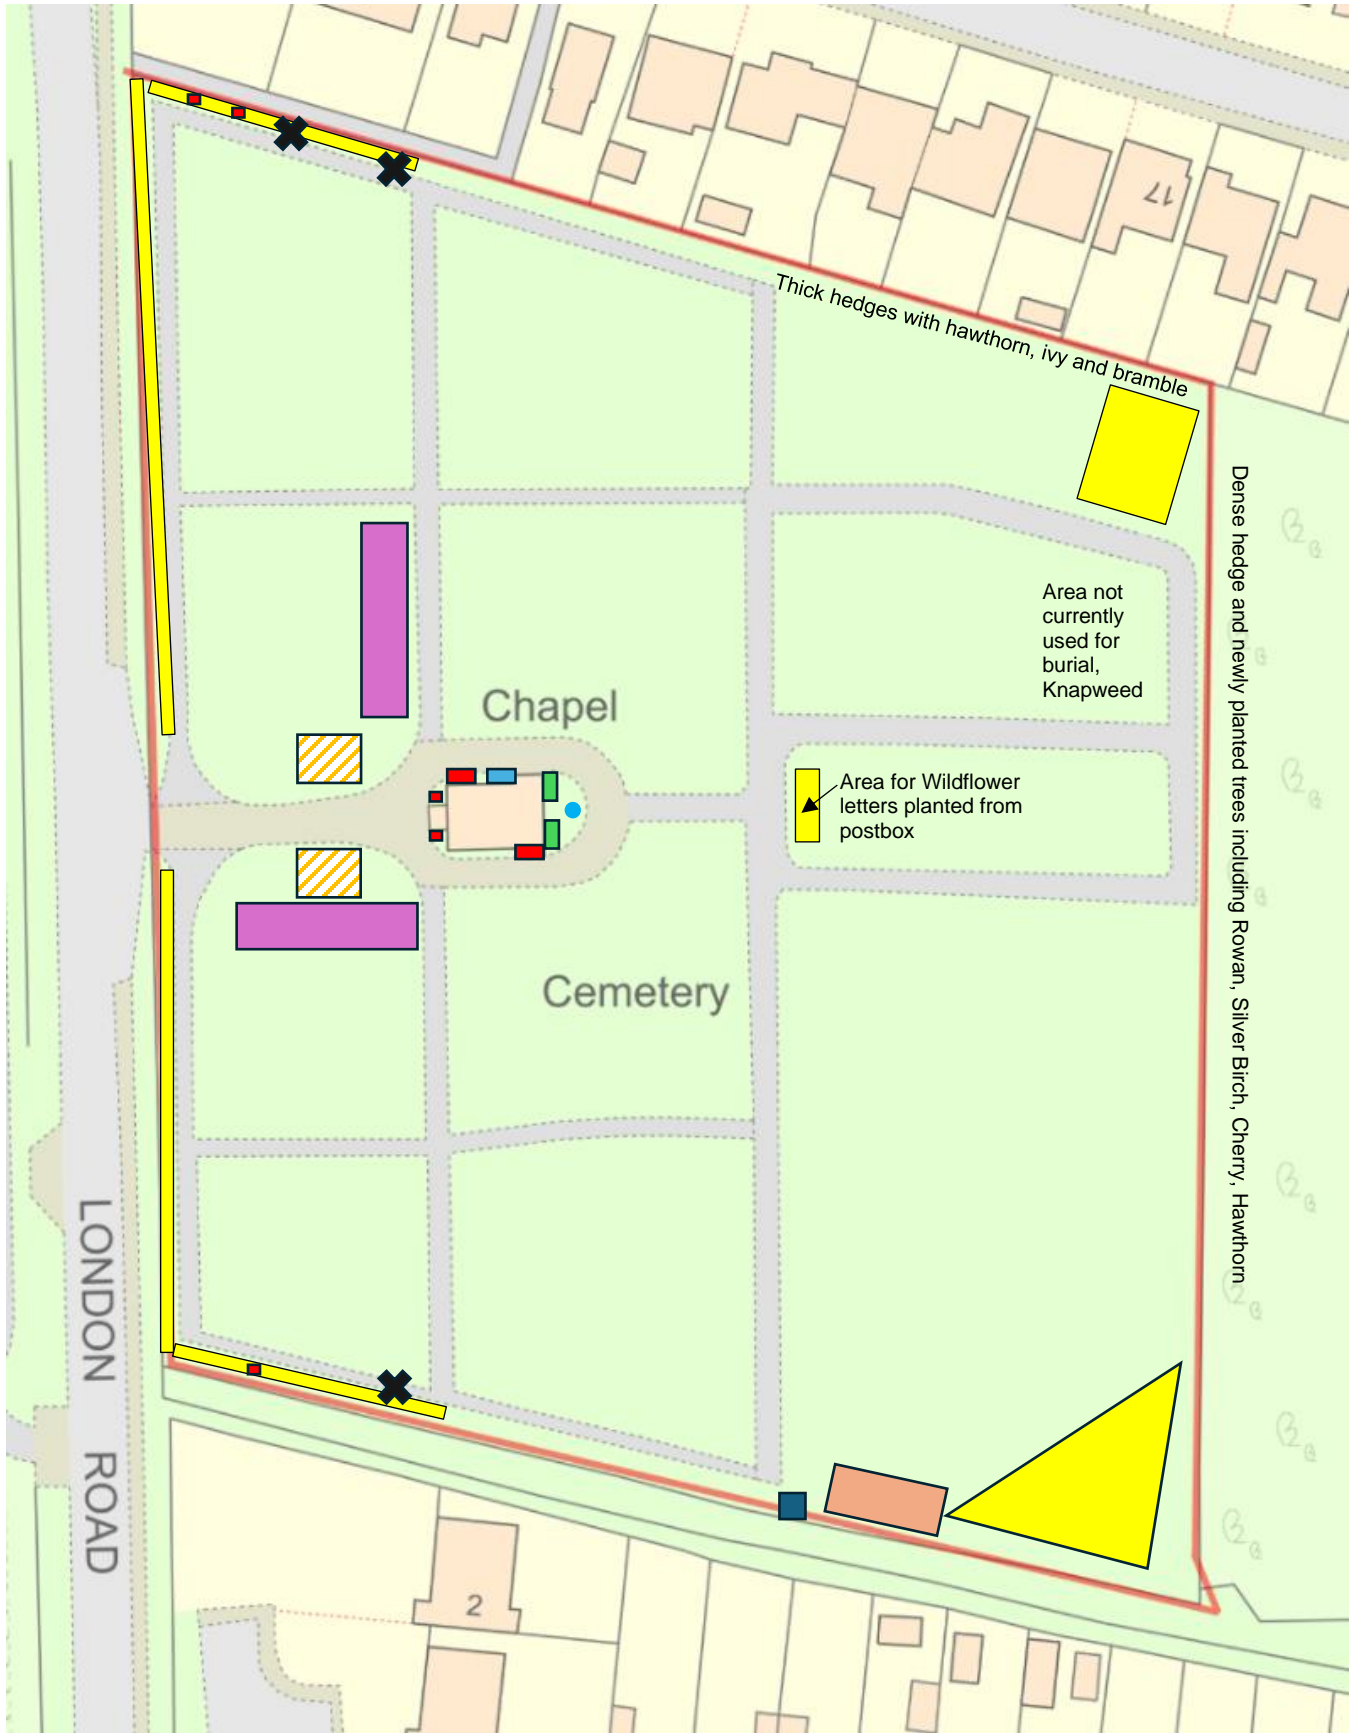 17
Thick hedges with hawthorn, ivy and bramble
Dense hedge and newly planted trees including Rowan, Silver Birch, Cherry, Hawthorn
Area not
currently
used for
burial,
Knapweed
Chapel
Area for Wildflower
letters planted from
postbox
Cemetery
LONDON ROAD
2